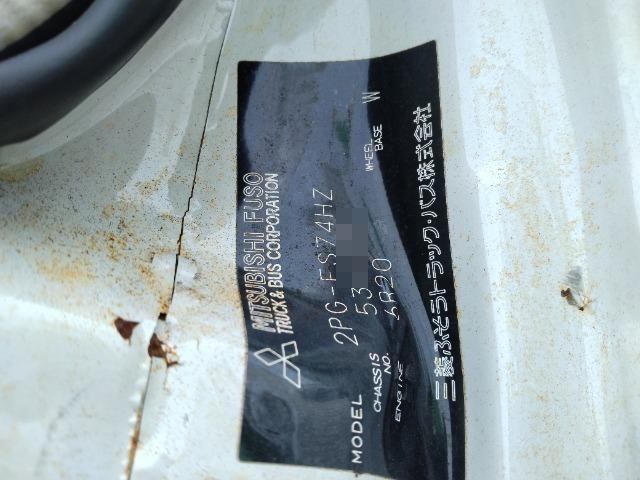 MITSUBISHI FUSO
TRUCK & BUS CORPORATION
MODEL 2PG-FS74HZ
CHASSIS NO. 53
ENGINE 6R20
WHEEL BASE W
三菱ふそうトラック・バス株式会社